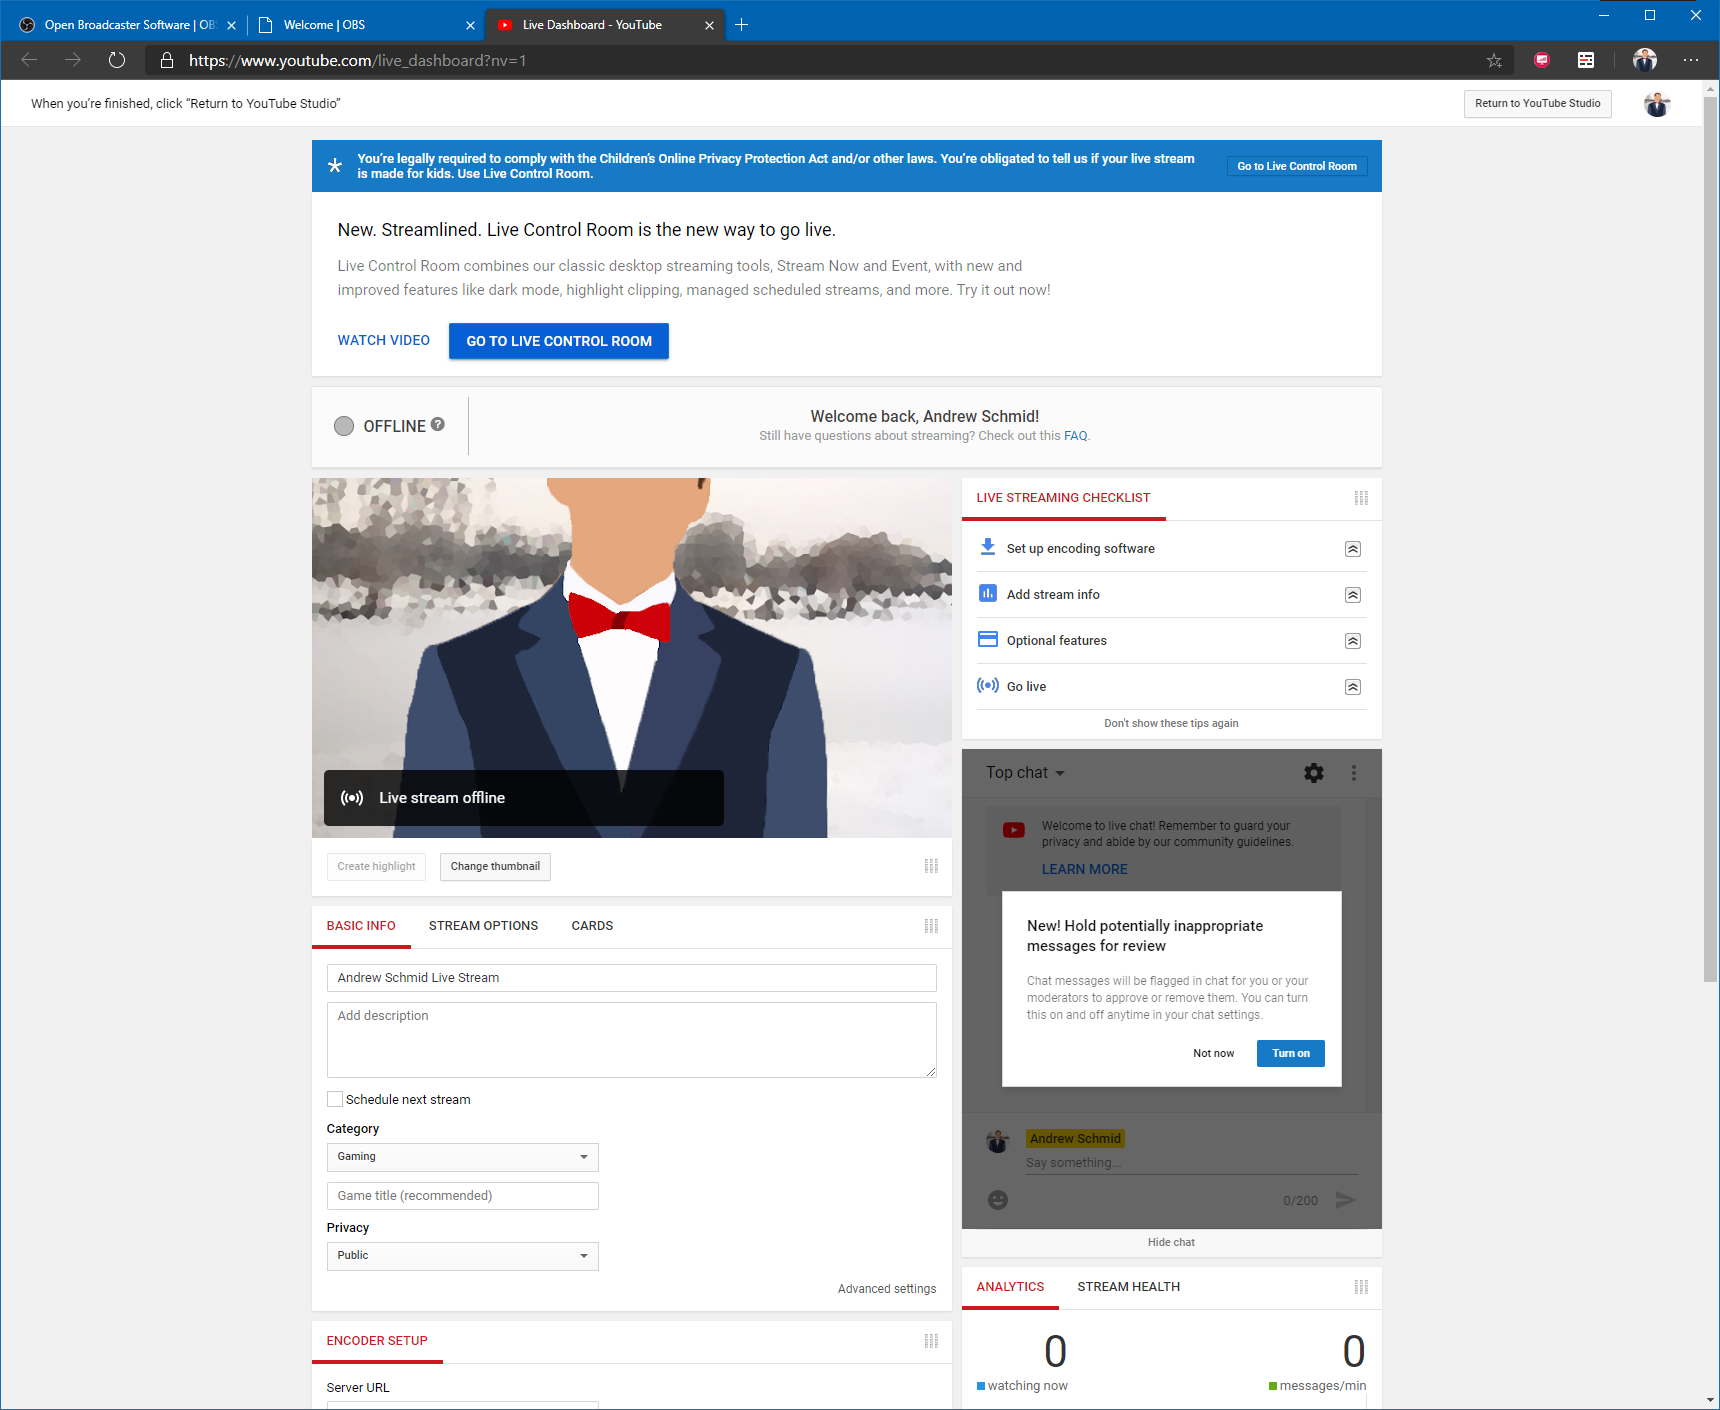 Open Broadcaster Software | OBS
Welcome | OBS
Live Dashboard - YouTube
https://www.youtube.com/live_dashboard?nv=1
When you’re finished, click “Return to YouTube Studio”
Return to YouTube Studio
You’re legally required to comply with the Children’s Online Privacy Protection Act and/or other laws. You’re obligated to tell us if your live stream
is made for kids. Use Live Control Room.
Go to Live Control Room
New. Streamlined. Live Control Room is the new way to go live.
Live Control Room combines our classic desktop streaming tools, Stream Now and Event, with new and
improved features like dark mode, highlight clipping, managed scheduled streams, and more. Try it out now!
WATCH VIDEO
GO TO LIVE CONTROL ROOM
OFFLINE ?
Welcome back, Andrew Schmid!
Still have questions about streaming? Check out this FAQ.
Live stream offline
Create highlight
Change thumbnail
BASIC INFO
STREAM OPTIONS
CARDS
Andrew Schmid Live Stream
Add description
Schedule next stream
Category
Gaming
Game title (recommended)
Privacy
Public
Advanced settings
ENCODER SETUP
Server URL
LIVE STREAMING CHECKLIST
Set up encoding software
Add stream info
Optional features
Go live
Don't show these tips again
Top chat
Welcome to live chat! Remember to guard your
privacy and abide by our community guidelines.
LEARN MORE
New! Hold potentially inappropriate
messages for review
Chat messages will be flagged in chat for you or your
moderators to approve or remove them. You can turn
this on and off anytime in your chat settings.
Not now
Turn on
Andrew Schmid
Say something...
0/200
Hide chat
ANALYTICS
STREAM HEALTH
0
watching now
0
messages/min